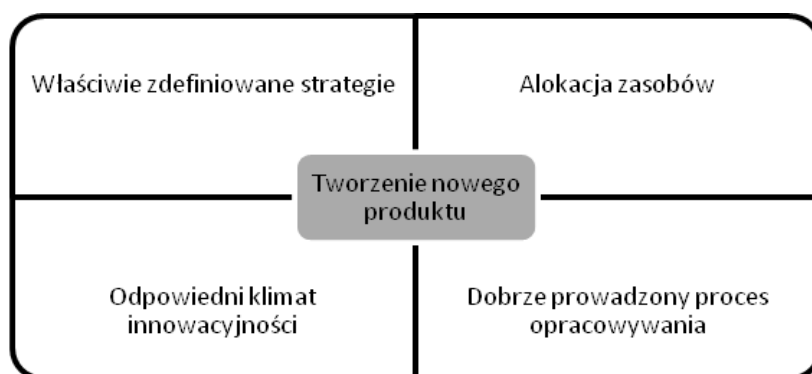 Właściwie zdefiniowane strategie
Alokacja zasobów
Tworzenie nowego
produktu
Odpowiedni klimat
innowacyjności
Dobrze prowadzony proces
opracowywania